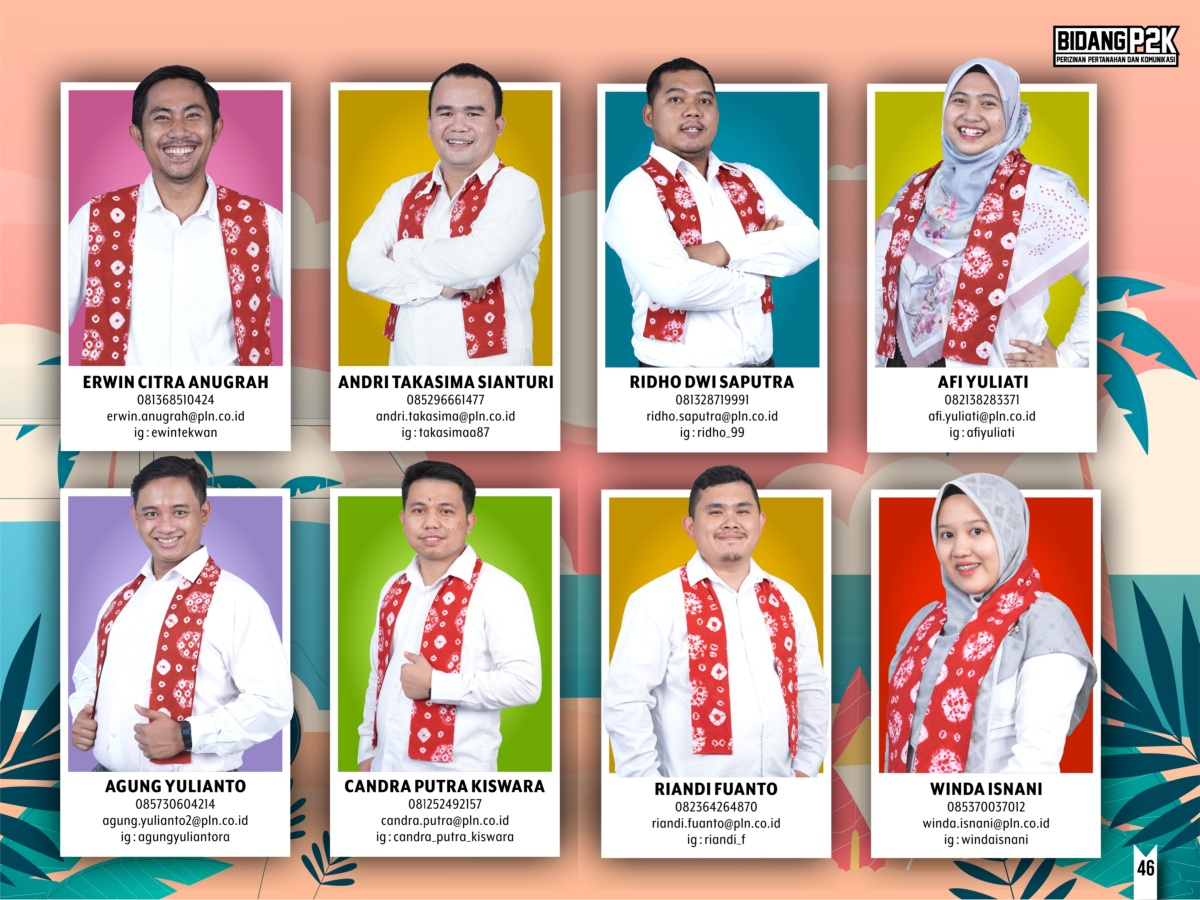 BIDANG P2K
PERIZINAN PERTANAHAN DAN KOMUNIKASI
ERWIN CITRA ANUGRAH
081368510424
erwin.anugrah@pln.co.id
ig : ewintekwan
ANDRI TAKASIMA SIANTURI
085296661477
andri.takasima@pln.co.id
ig : takasimaa87
RIDHO DWI SAPUTRA
081328719991
ridho.saputra@pln.co.id
ig : ridho_99
AFI YULIATI
082138283371
afi.yuliati@pln.co.id
ig : afiyuliati
AGUNG YULIANTO
085730604214
agung.yulianto2@pln.co.id
ig : agungyuliantora
CANDRA PUTRA KISWARA
081252492157
candra.putra@pln.co.id
ig : candra_putra_kiswara
RIANDI FUANTO
082364264870
riandi.fuanto@pln.co.id
ig : riandi_f
WINDA ISNANI
085370037012
winda.isnani@pln.co.id
ig : windaisnani
46